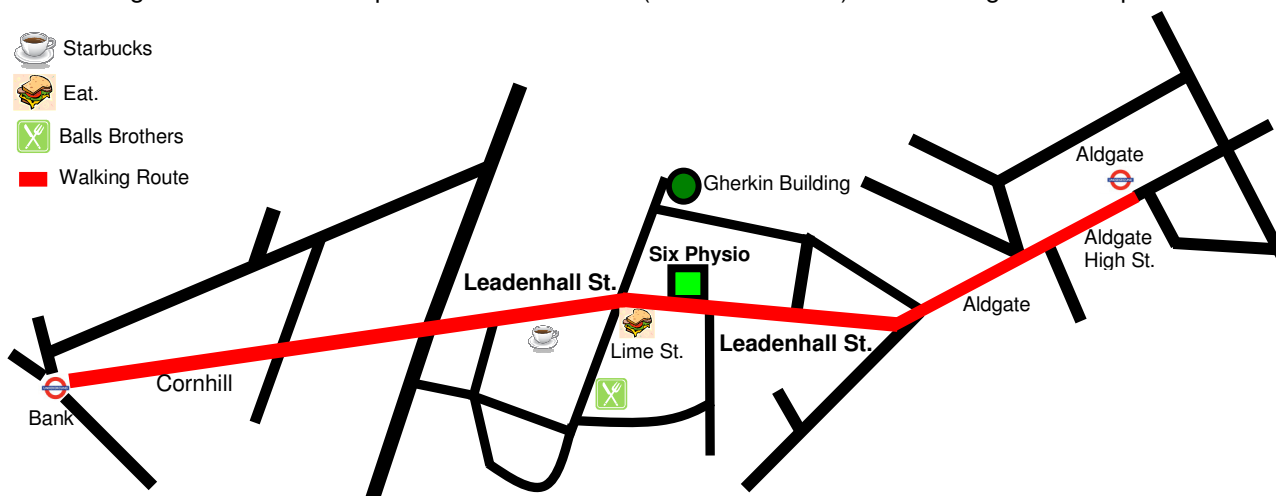 Starbucks
Eat.
Balls Brothers
Walking Route
Aldgate
Gherkin Building
Six Physio
Aldgate
High St.
Leadenhall St.
Aldgate
Leadenhall St.
Lime St.
Cornhill
Bank